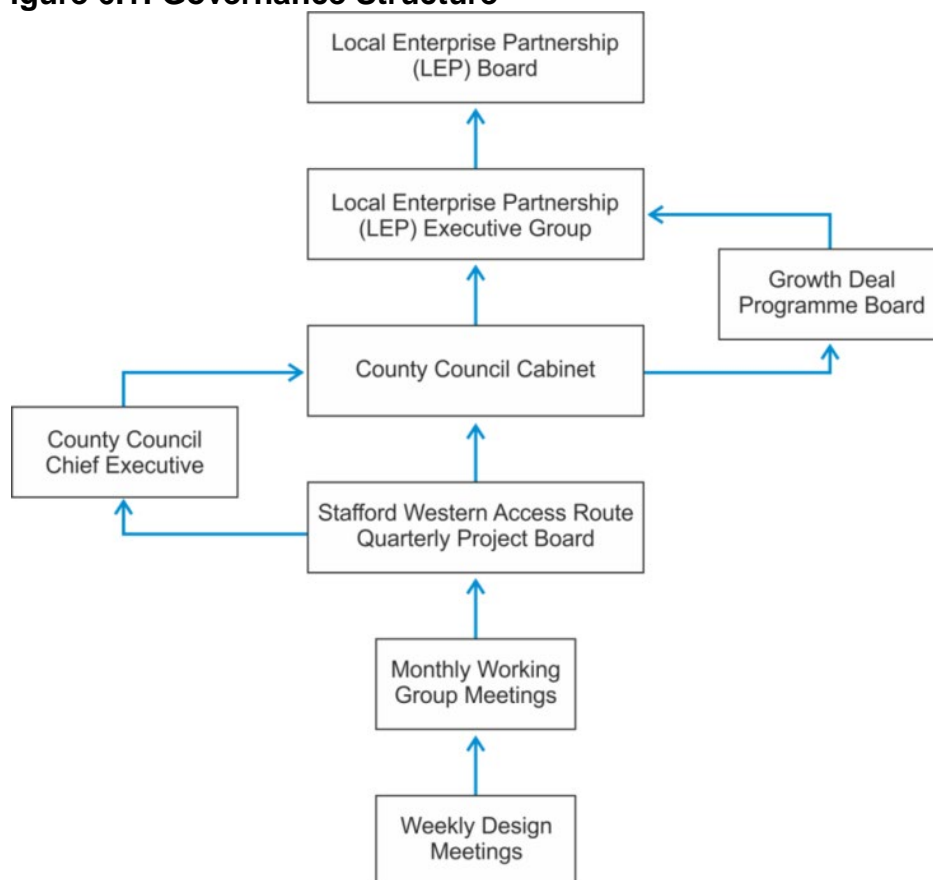 Governance Structure
Local Enterprise Partnership
(LEP) Board
Local Enterprise Partnership
(LEP) Executive Group
Growth Deal
Programme Board
County Council Cabinet
County Council
Chief Executive
Stafford Western Access Route
Quarterly Project Board
Monthly Working
Group Meetings
Weekly Design
Meetings